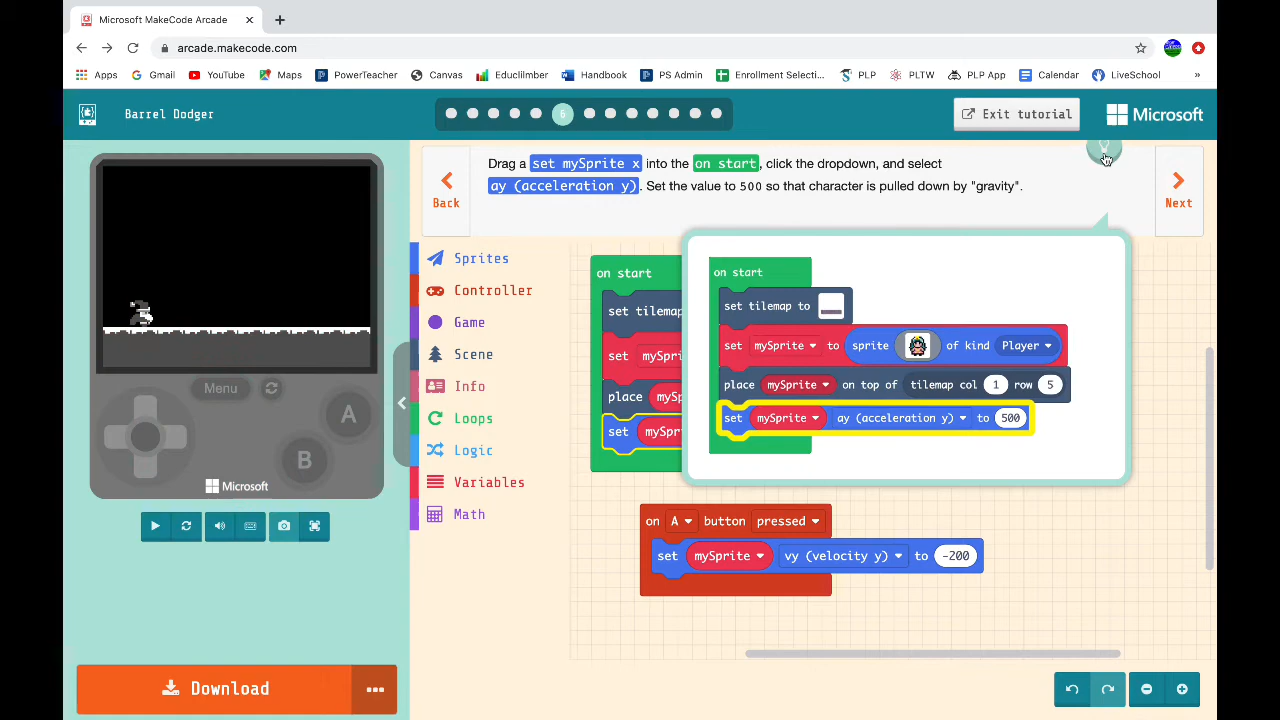 Microsoft MakeCode Arcade
arcade.makecode.com
Apps Gmail YouTube Maps PowerTeacher Canvas Educlimber Handbook PS Admin Enrollment Selecti... PLP PLTW PLP App Calendar LiveSchool »
Barrel Dodger
6
Exit tutorial
Microsoft
Back
Drag a set mySprite x into the on start, click the dropdown, and select
ay (acceleration y). Set the value to 500 so that character is pulled down by "gravity".
Next
Menu
A
B
Microsoft
Download
Sprites
Controller
Game
Scene
Info
Loops
Logic
Variables
Math
on start
set tilemap
set mySpri
place myS
set mySpri
on start
set tilemap to
set mySprite to sprite of kind Player
place mySprite on top of tilemap col 1 row 5
set mySprite ay (acceleration y) to 500
on A button pressed
set mySprite vy (velocity y) to -200